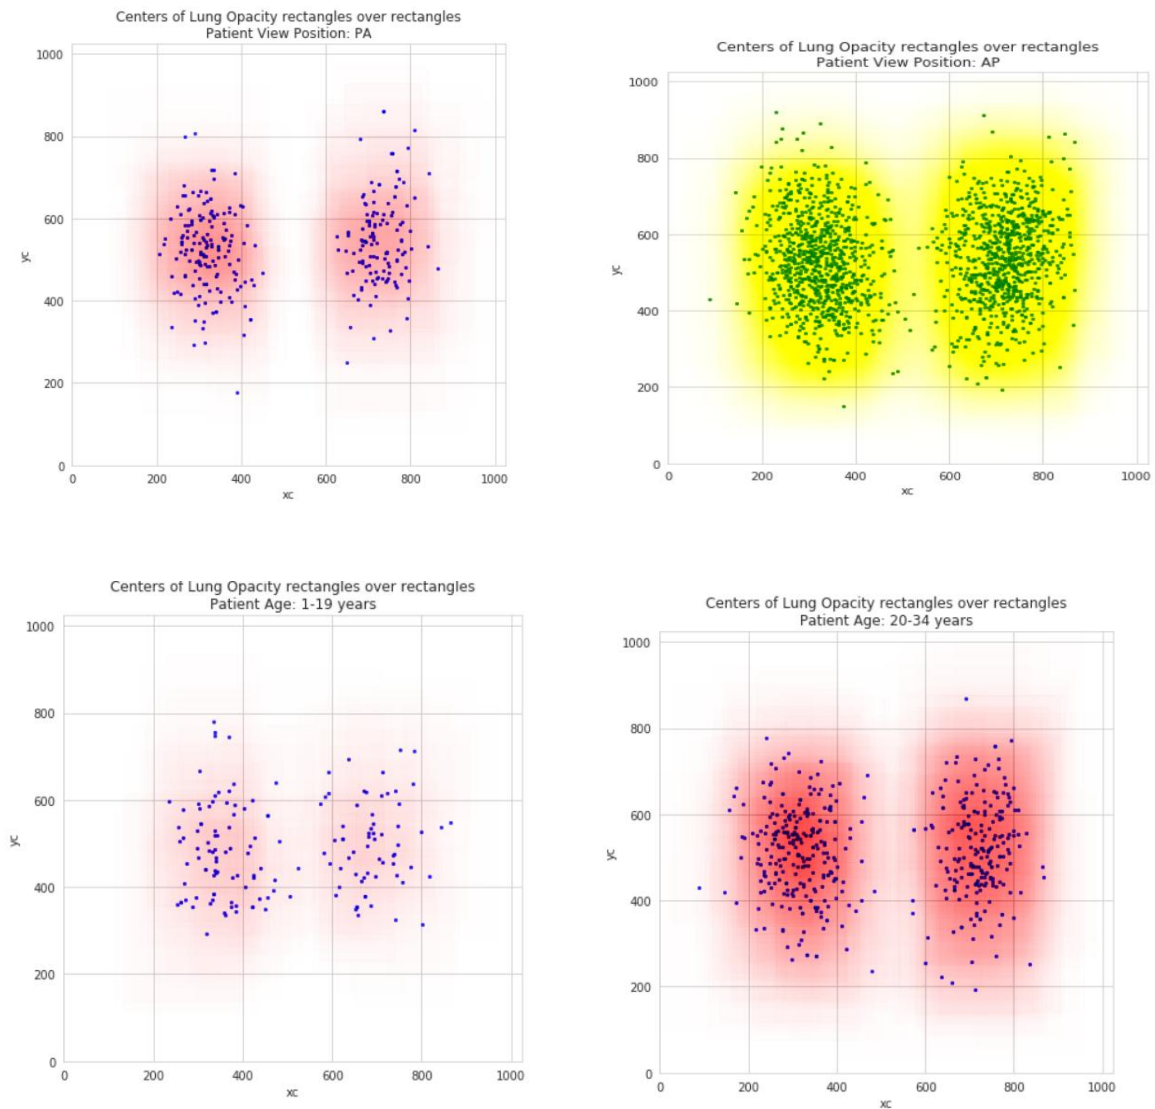 Centers of Lung Opacity rectangles over rectangles
Patient View Position: PA
1000
800
600
400
200
0
yc
0 200 400 600 800 1000
xc
Centers of Lung Opacity rectangles over rectangles
Patient View Position: AP
1000
800
600
400
200
0
yc
0 200 400 600 800 1000
xc
Centers of Lung Opacity rectangles over rectangles
Patient Age: 1-19 years
1000
800
600
400
200
0
yc
0 200 400 600 800 1000
xc
Centers of Lung Opacity rectangles over rectangles
Patient Age: 20-34 years
1000
800
600
400
200
0
yc
0 200 400 600 800 1000
xc